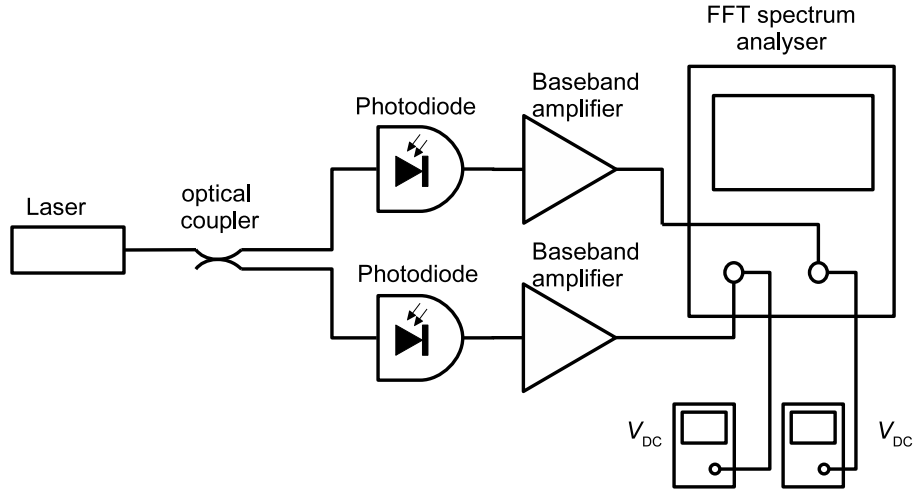 FFT spectrum
analyser
Baseband
amplifier
Photodiode
optical
coupler
Laser
Photodiode
Baseband
amplifier
VDC
VDC